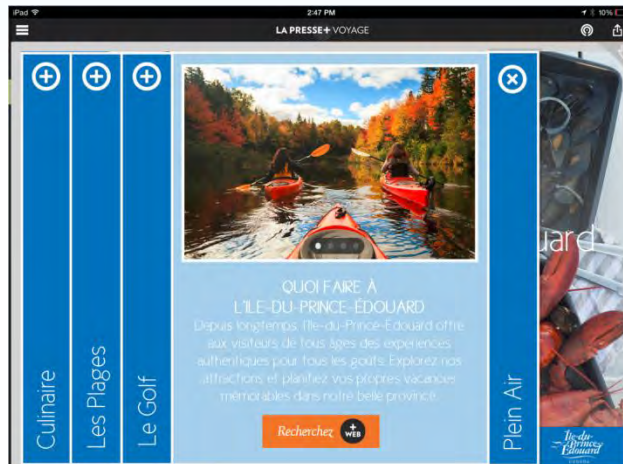 iPad
2:47 PM
10%
LA PRESSE+ VOYAGE
Culinaire
Les Plages
Le Golf
QUOI FAIRE À
L'ILE-DU-PRINCE-ÉDOUARD
Depuis longtemps, l'Île-du-Prince-Édouard offre
aux visiteurs de tous âges des expériences
authentiques pour tous les goûts. Explorez nos
attractions et planifiez vos propres vacances
mémorables dans notre belle province.
Recherchez
+
WEB
Plein Air
uard
Île-du-
Prince-
Édouard